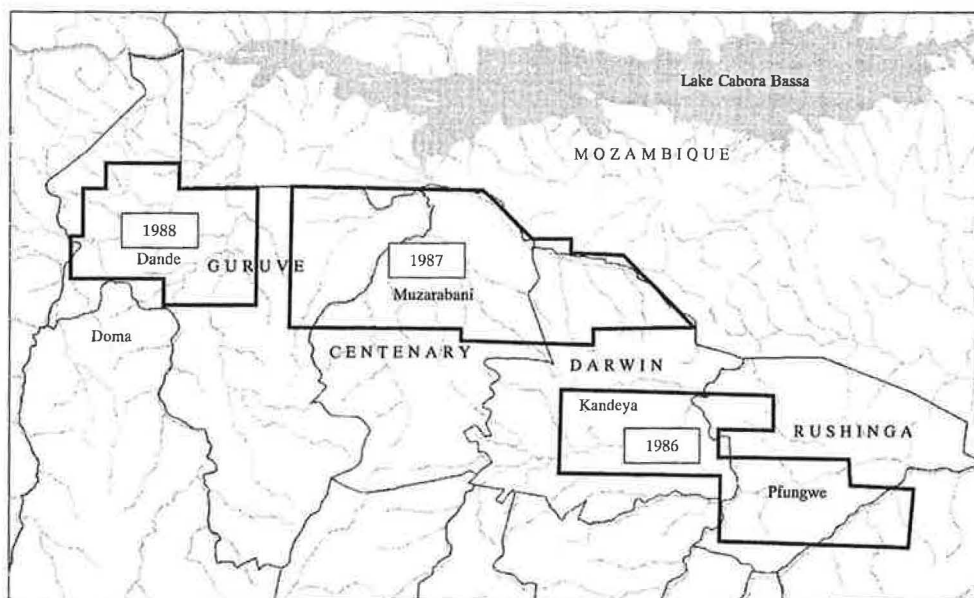 Lake Cabora Bassa
MOZAMBIQUE
1988
Dande
GURUVE
1987
Muzarabani
Doma
CENTENARY
DARWIN
Kandeya
1986
RUSHINGA
Pfungwe